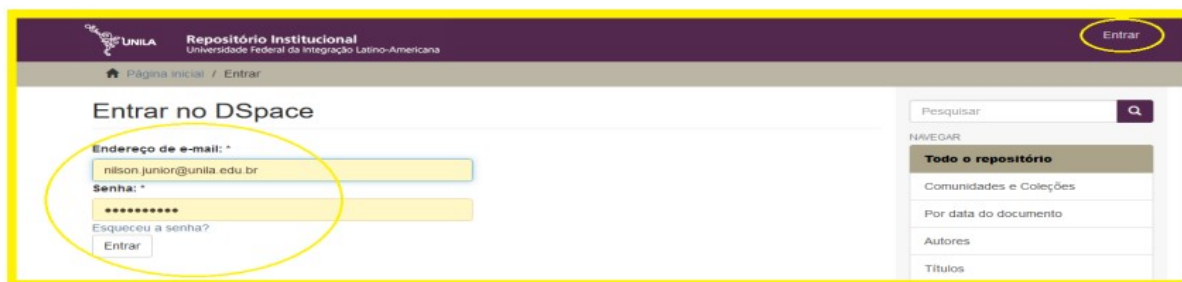 UNILA
Repositório Institucional
Universidade Federal da Integração Latino-Americana
Entrar
Página inicial / Entrar
Entrar no DSpace
Endereço de e-mail: *
nilson.junior@unila.edu.br
Senha: *
••••••••••
Esqueceu a senha?
Entrar
Pesquisar
NAVEGAR
Todo o repositório
Comunidades e Coleções
Por data do documento
Autores
Títulos